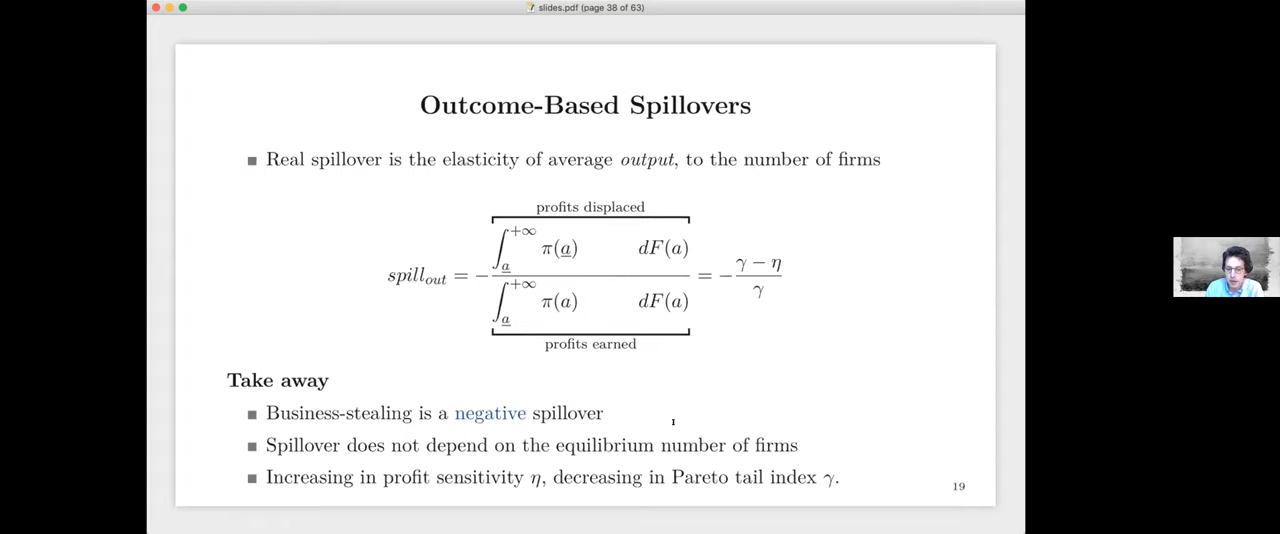 slides.pdf (page 38 of 63)
Outcome-Based Spillovers
■ Real spillover is the elasticity of average output, to the number of firms
profits displaced
spill_out = − ∫_a̲^{+∞} π(a̲) dF(a) / ∫_a̲^{+∞} π(a) dF(a) = − (γ − η) / γ
profits earned
Take away
■ Business-stealing is a negative spillover
■ Spillover does not depend on the equilibrium number of firms
■ Increasing in profit sensitivity η, decreasing in Pareto tail index γ.
19